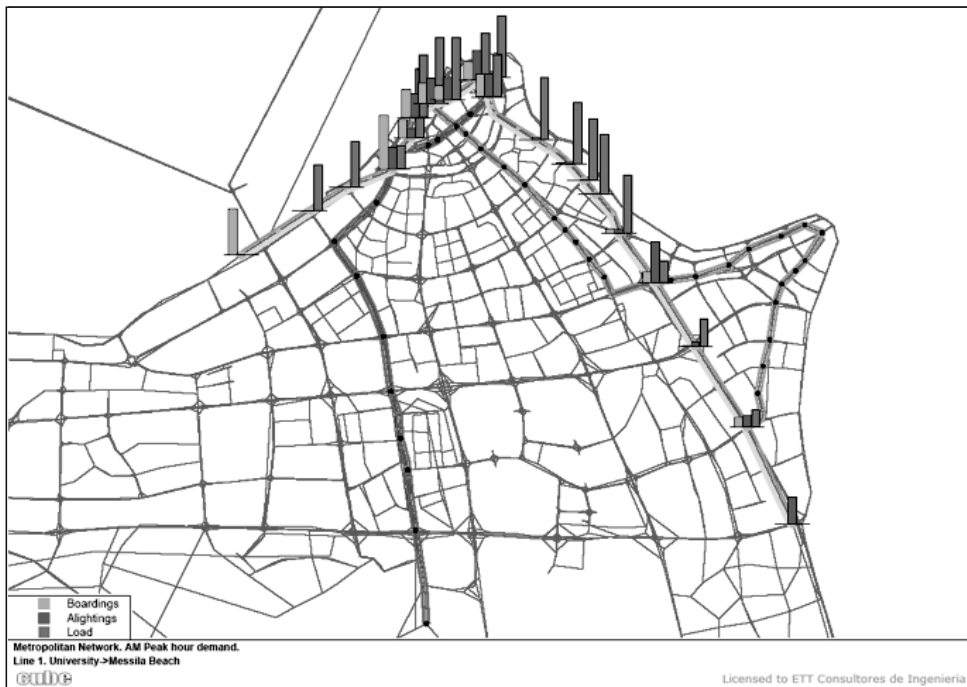 Boardings
Alightings
Load
Metropolitan Network. AM Peak hour demand.
Line 1. University->Messila Beach
cube
Licensed to ETT Consultores de Ingenieria